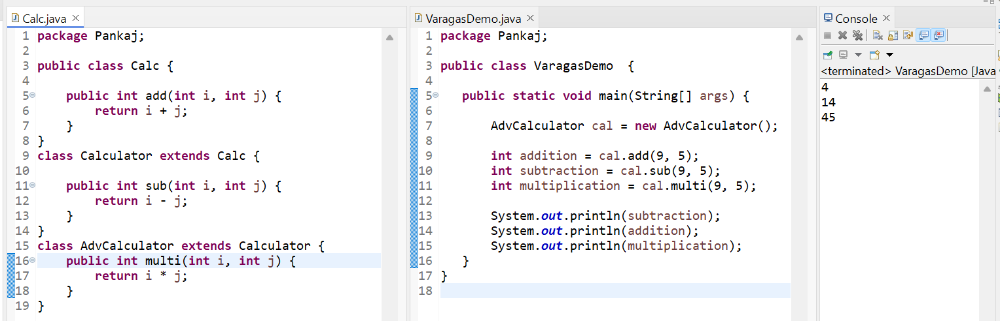 Calc.java
1 package Pankaj;
2
3 public class Calc {
4
5     public int add(int i, int j) {
6         return i + j;
7     }
8 }
9 class Calculator extends Calc {
10
11     public int sub(int i, int j) {
12         return i - j;
13     }
14 }
15 class AdvCalculator extends Calculator {
16     public int multi(int i, int j) {
17         return i * j;
18     }
19 }
VaragasDemo.java
1 package Pankaj;
2
3 public class VaragasDemo  {
4
5    public static void main(String[] args) {
6
7        AdvCalculator cal = new AdvCalculator();
8
9        int addition = cal.add(9, 5);
10        int subtraction = cal.sub(9, 5);
11        int multiplication = cal.multi(9, 5);
12
13        System.out.println(subtraction);
14        System.out.println(addition);
15        System.out.println(multiplication);
16    }
17 }
18
Console
<terminated> VaragasDemo [Java
4
14
45